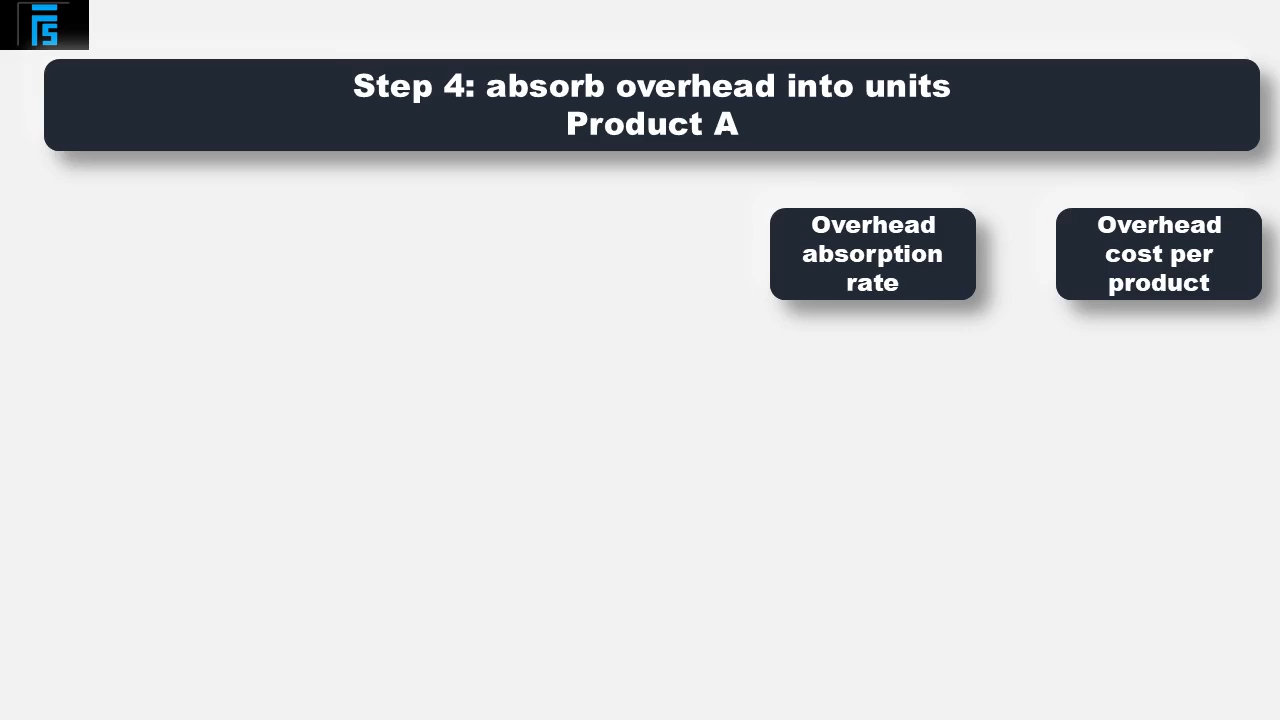 Step 4: absorb overhead into units
Product A
Overhead
absorption
rate
Overhead
cost per
product